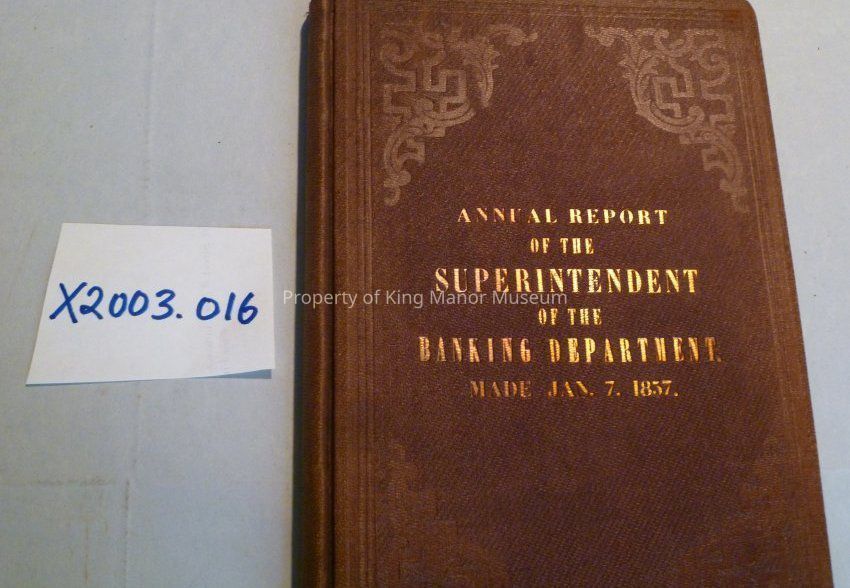 X2003.016
ANNUAL REPORT
OF THE
SUPERINTENDENT
OF THE
BANKING DEPARTMENT.
MADE JAN. 7. 1857.
Property of King Manor Museum